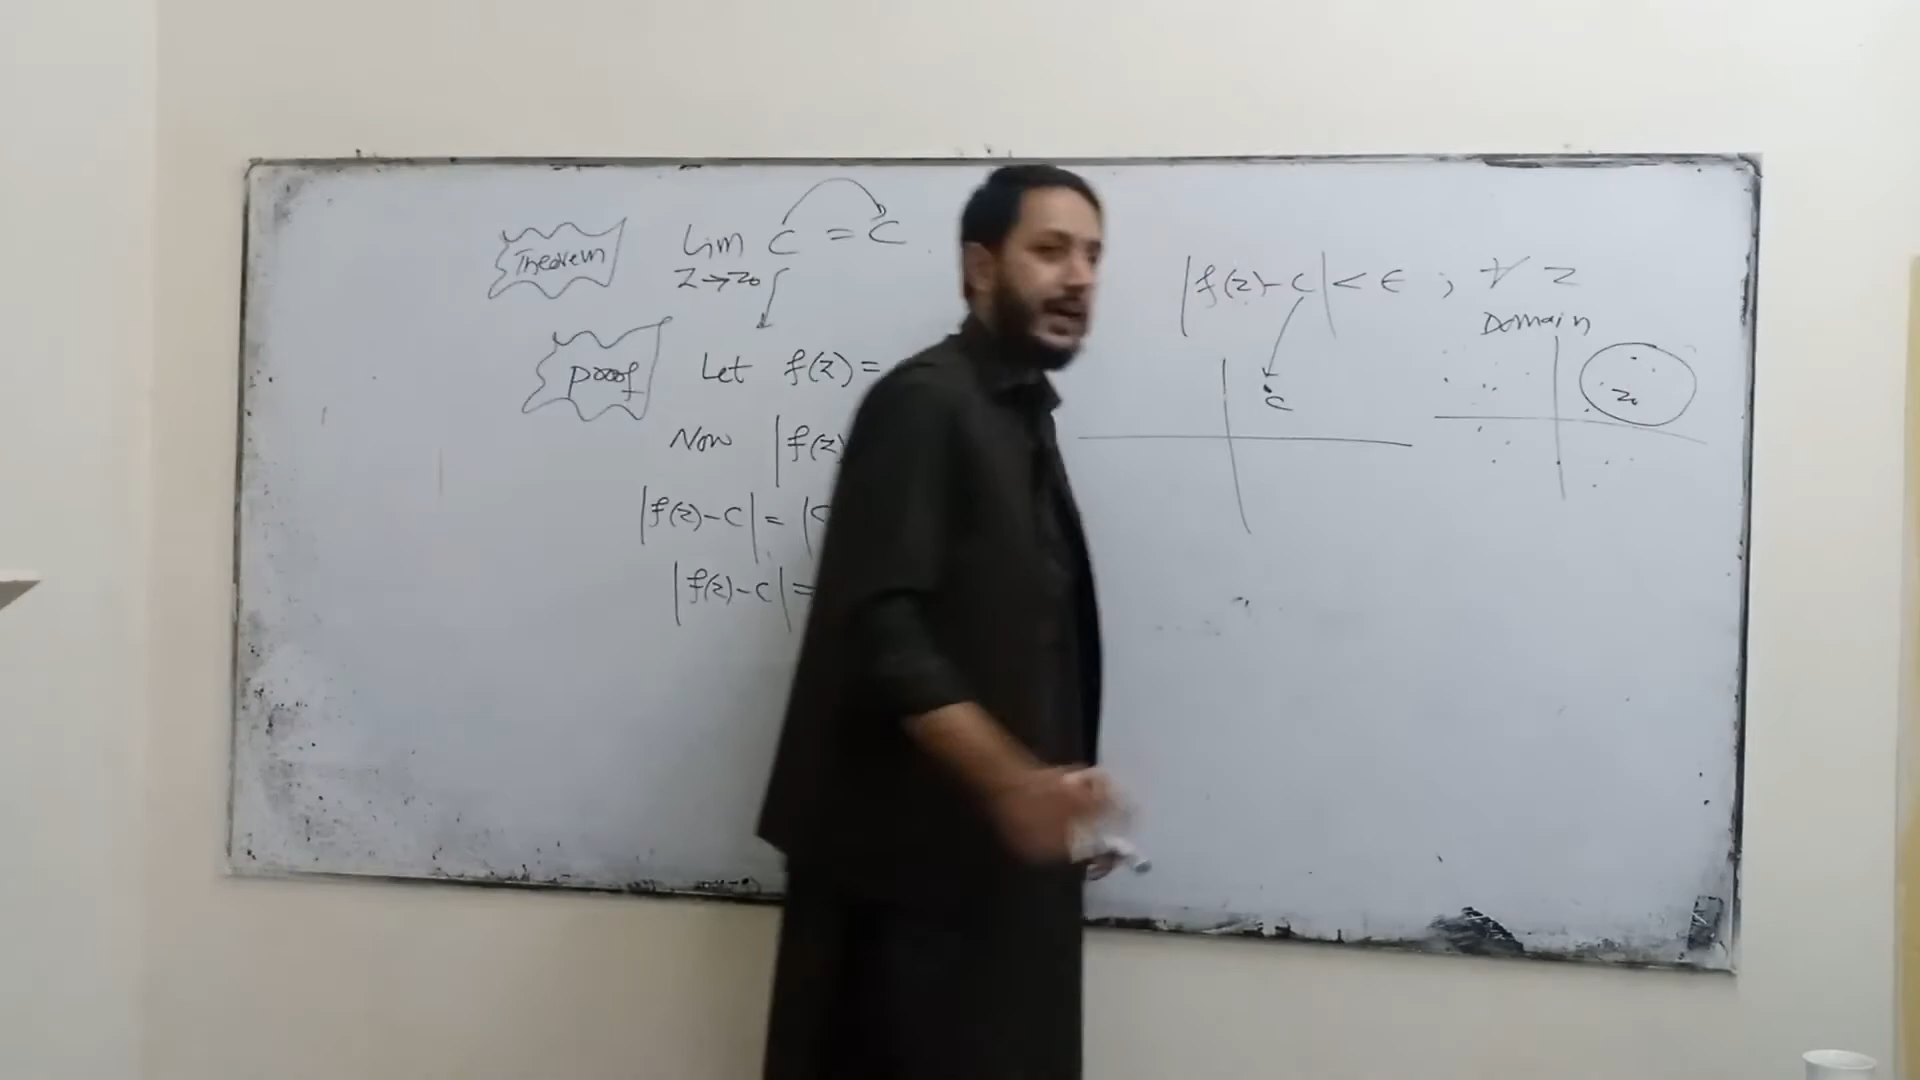 Theorem
Lim C = C
Z→Z₀
Proof
Let f(z)=
Now |f(z)
|f(z)-C| = |C
|f(z)-C| =
|f(z)-C| < ε ; ∀ Z
Domain
C
Z₀